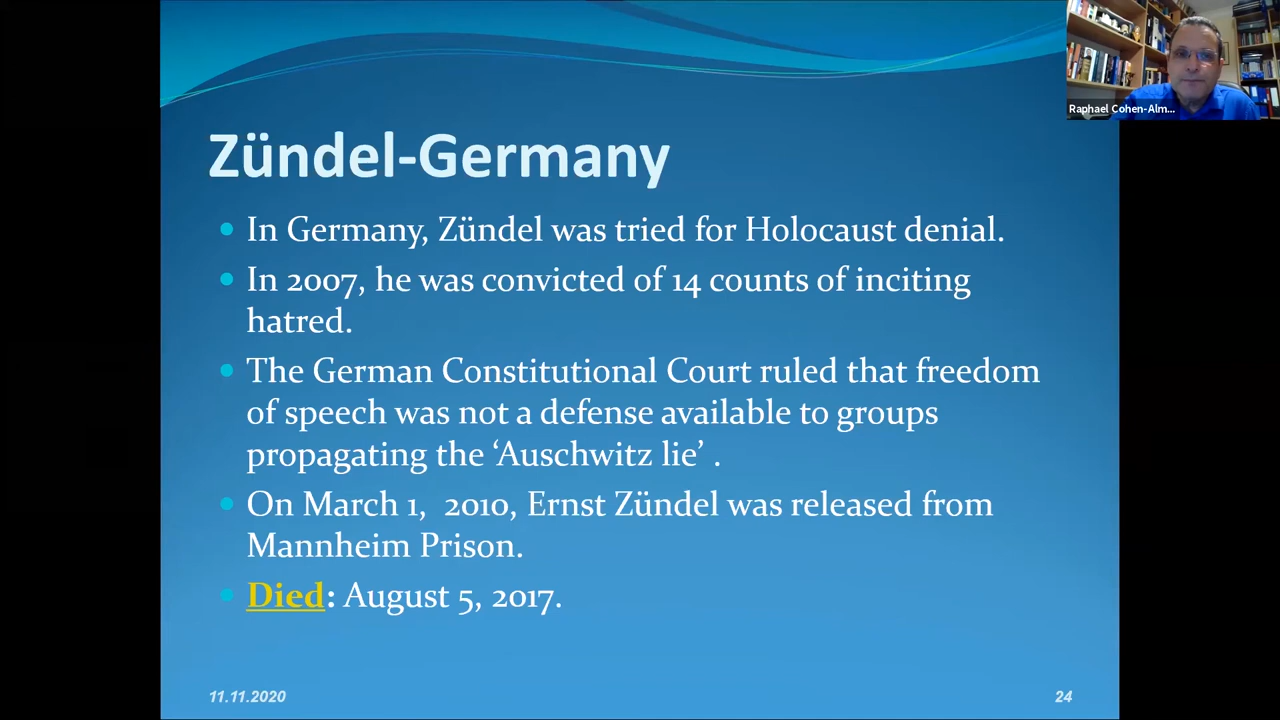 Raphael Cohen-Alm...
Zündel-Germany
• In Germany, Zündel was tried for Holocaust denial.
• In 2007, he was convicted of 14 counts of inciting
hatred.
• The German Constitutional Court ruled that freedom
of speech was not a defense available to groups
propagating the ‘Auschwitz lie’ .
• On March 1,  2010, Ernst Zündel was released from
Mannheim Prison.
• Died: August 5, 2017.
11.11.2020
24